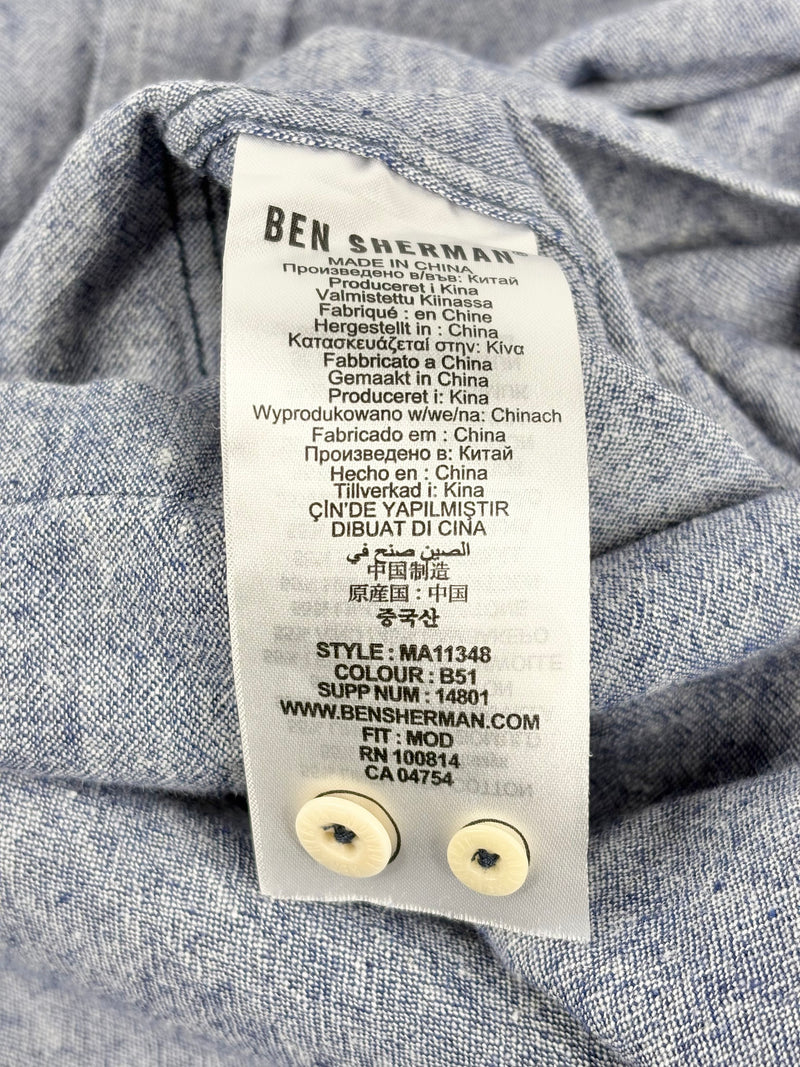 BEN SHERMAN™
MADE IN CHINA
Произведено в/във: Китай
Produceret i Kina
Valmistettu Kiinassa
Fabriqué : en Chine
Hergestellt in : China
Κατασκευάζεταl στην: Κίνα
Fabbricato a China
Gemaakt in China
Produceret i: Kina
Wyprodukowano w/we/na: Chinach
Fabricado em : China
Произведено в: Китай
Hecho en : China
Tillverkad i: Kina
ÇİN'DE YAPILMIŞTIR
DIBUAT DI CINA
الصين صنع في
中国制造
原産国 : 中国
중국산
STYLE : MA11348
COLOUR : B51
SUPP NUM : 14801
WWW.BENSHERMAN.COM
FIT : MOD
RN 100814
CA 04754